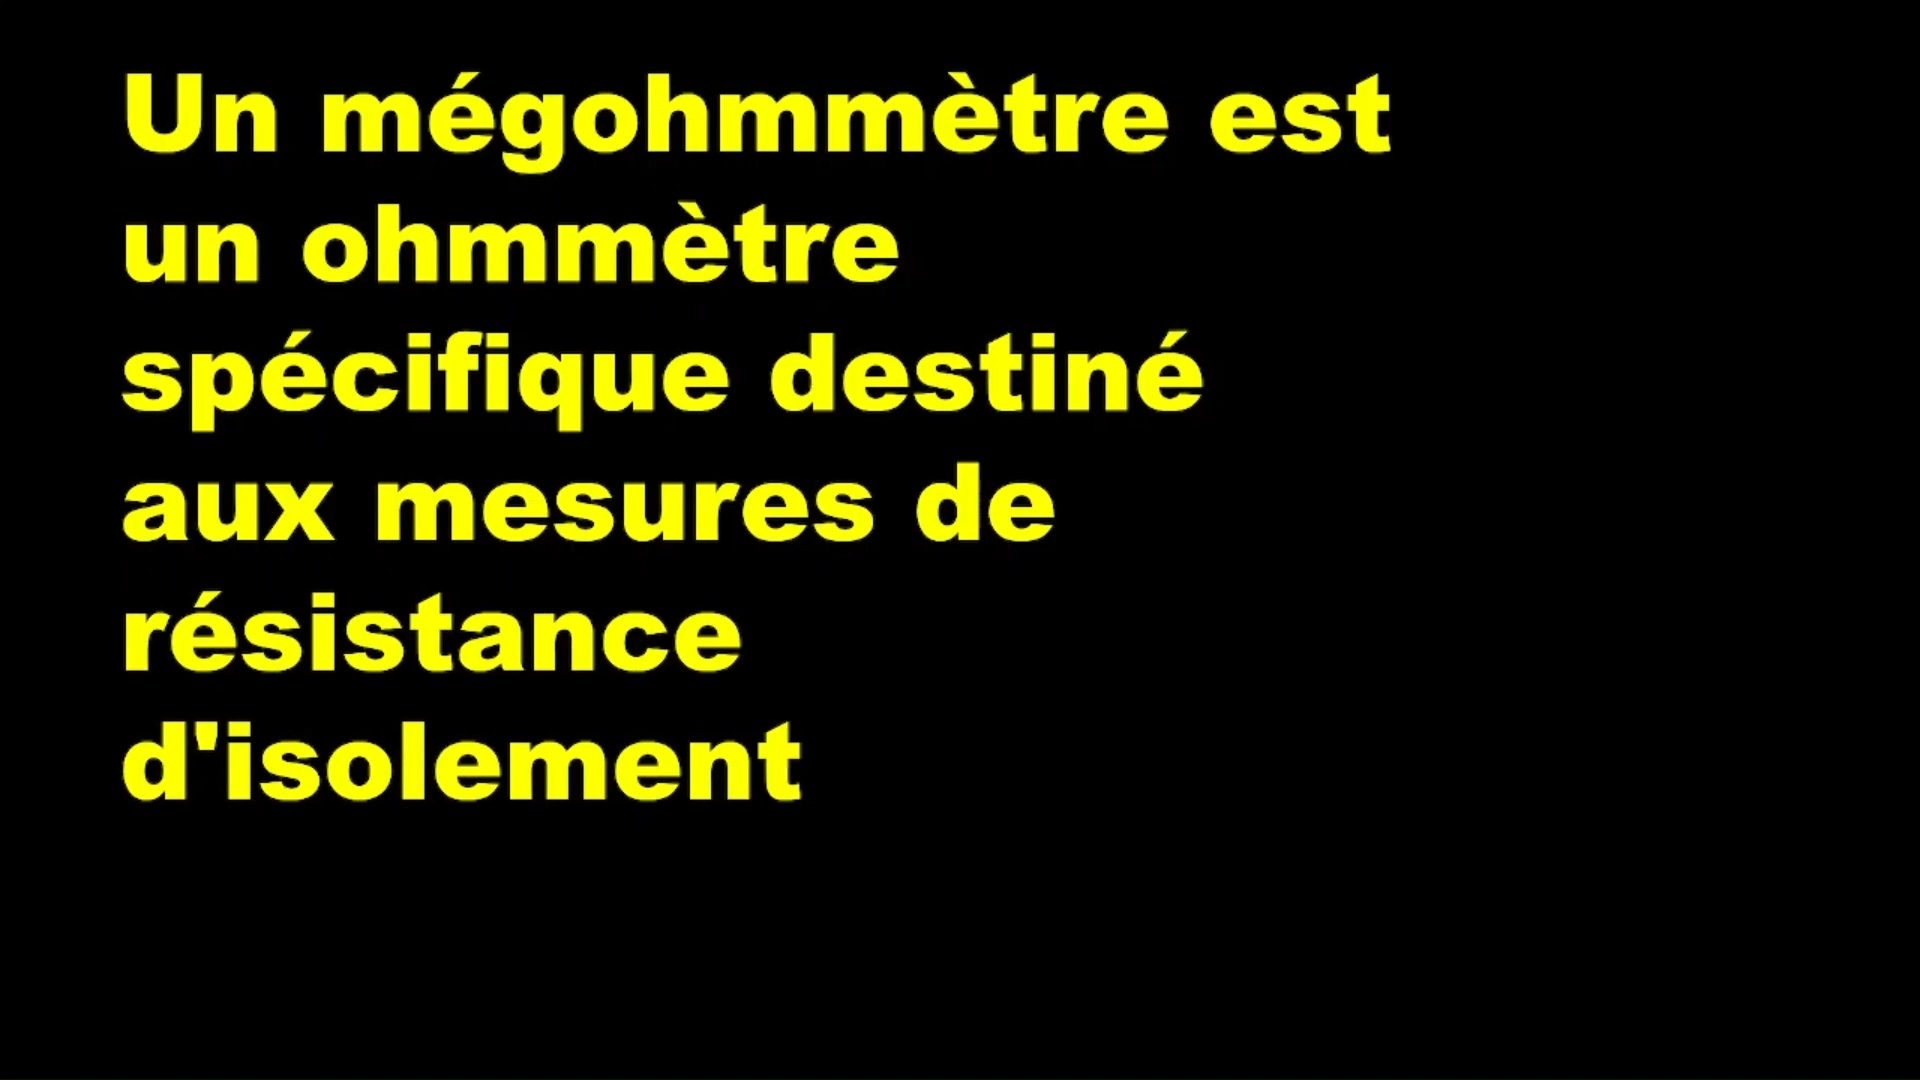 Un mégohmmètre est
un ohmmètre
spécifique destiné
aux mesures de
résistance
d'isolement